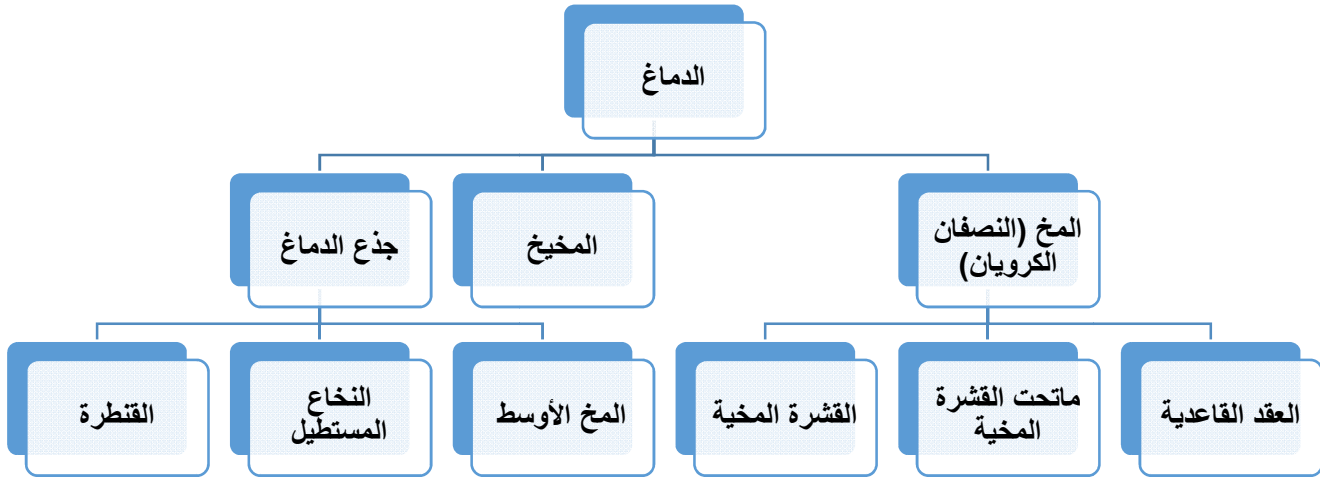 الدماغ
المخ (النصفان
الكرويان)
المخيخ
جذع الدماغ
العقد القاعدية
ماتحت القشرة
المخية
القشرة المخية
المخ الأوسط
النخاع
المستطيل
القنطرة